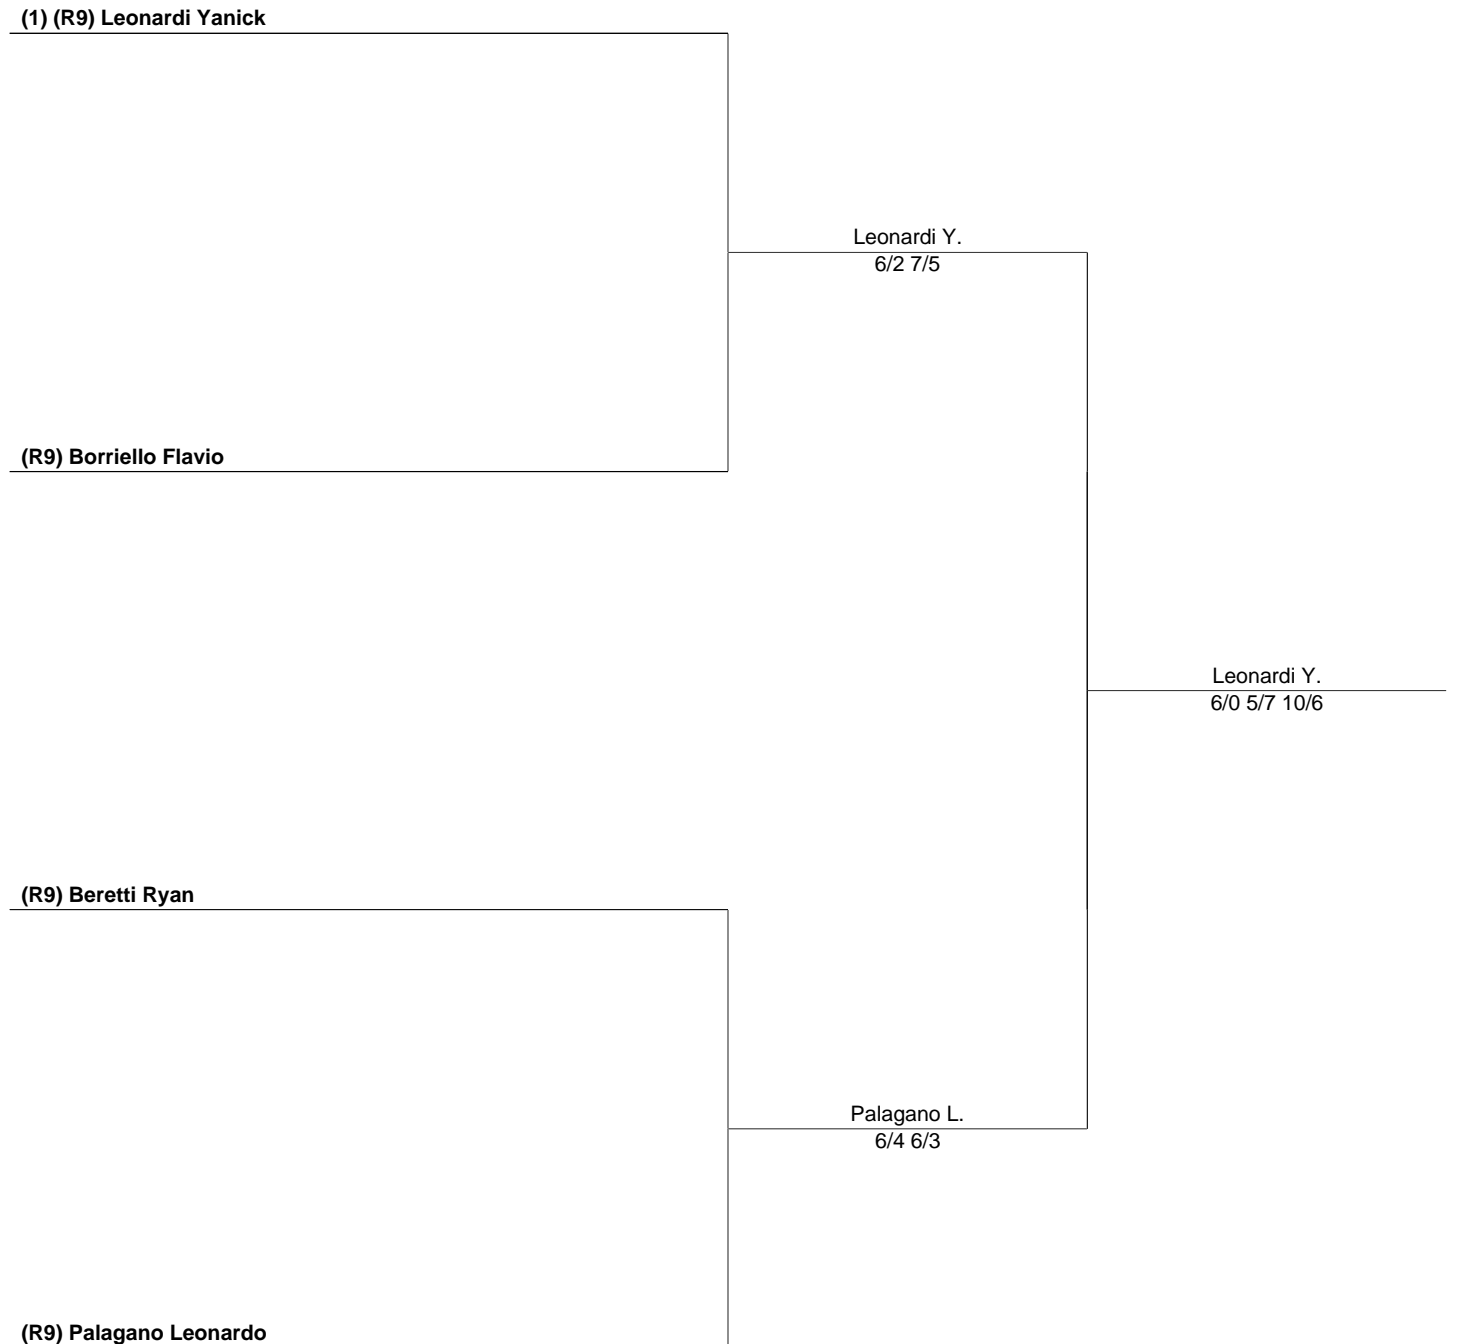 (1) (R9) Leonardi Yanick
Leonardi Y.
6/2 7/5
(R9) Borriello Flavio
Leonardi Y.
6/0 5/7 10/6
(R9) Beretti Ryan
Palagano L.
6/4 6/3
(R9) Palagano Leonardo